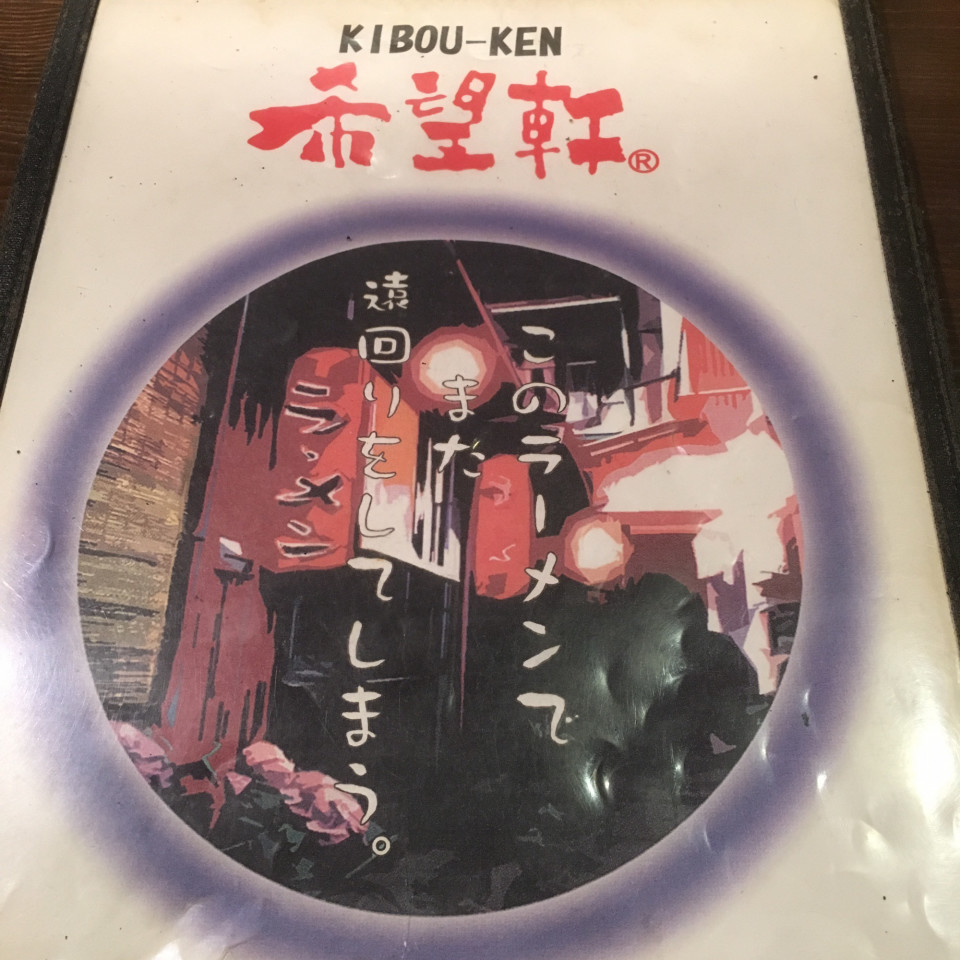 KIBOU-KEN
希望軒®
このラーメンで
まだ
遠回りをしてしまう。
ラーメン